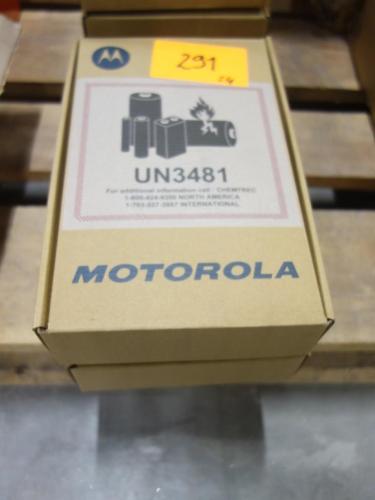 291
UN3481
For additional information call : CHEMTREC
1-800-424-9300 NORTH AMERICA
1-703-527-3887 INTERNATIONAL
MOTOROLA